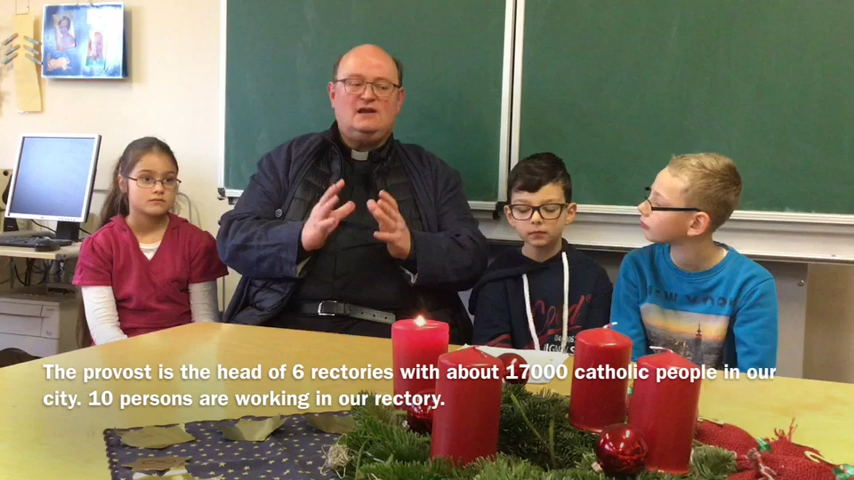 The provost is the head of 6 rectories with about 17000 catholic people in our
city. 10 persons are working in our rectory.